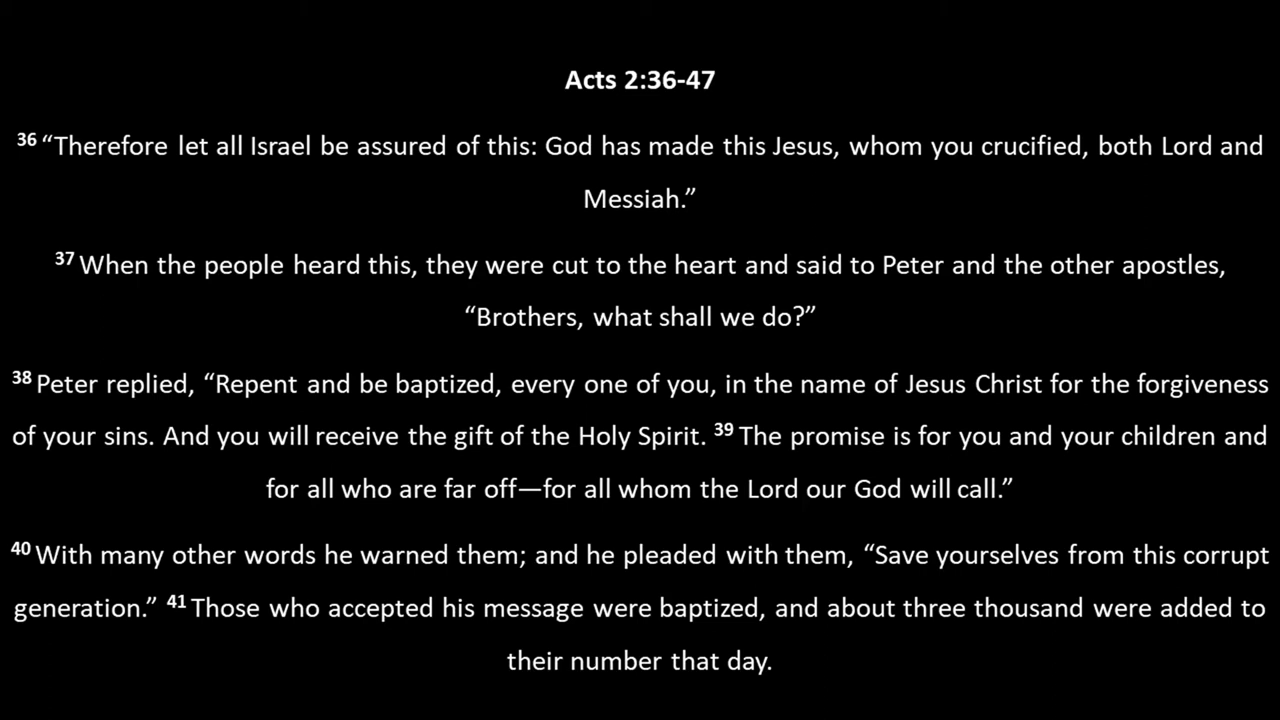 Acts 2:36-47
36 “Therefore let all Israel be assured of this: God has made this Jesus, whom you crucified, both Lord and
Messiah.”
37 When the people heard this, they were cut to the heart and said to Peter and the other apostles,
“Brothers, what shall we do?”
38 Peter replied, “Repent and be baptized, every one of you, in the name of Jesus Christ for the forgiveness
of your sins. And you will receive the gift of the Holy Spirit. 39 The promise is for you and your children and
for all who are far off—for all whom the Lord our God will call.”
40 With many other words he warned them; and he pleaded with them, “Save yourselves from this corrupt
generation.” 41 Those who accepted his message were baptized, and about three thousand were added to
their number that day.